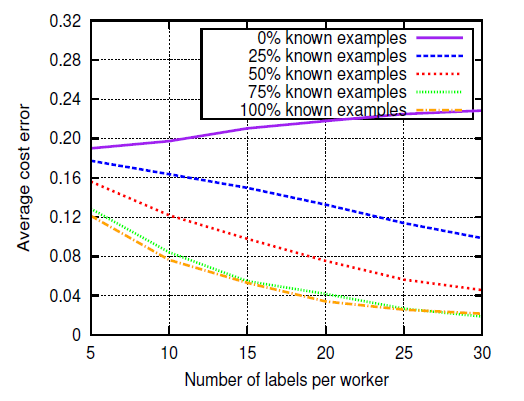 0.32
0.28
0.24
0.20
0.16
0.12
0.08
0.04
0
Average cost error
0% known examples
25% known examples
50% known examples
75% known examples
100% known examples
5 10 15 20 25 30
Number of labels per worker